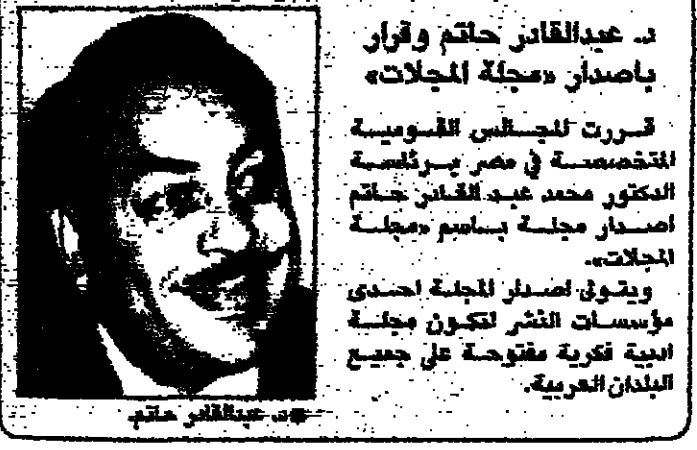 د. عبدالقادر حاتم وقرار
باصدار «مجلة المجلات»
قررت المجالس القومية
المتخصصة في مصر برئاسة
الدكتور محمد عبد القادر حاتم
اصدار مجلة باسم «مجلة
المجلات».
ويتولى اصدار المجلة احدى
مؤسسات النشر لتكون مجلة
ادبية فكرية مفتوحة على جميع
البلدان العربية.
●د. عبدالقادر حاتم.